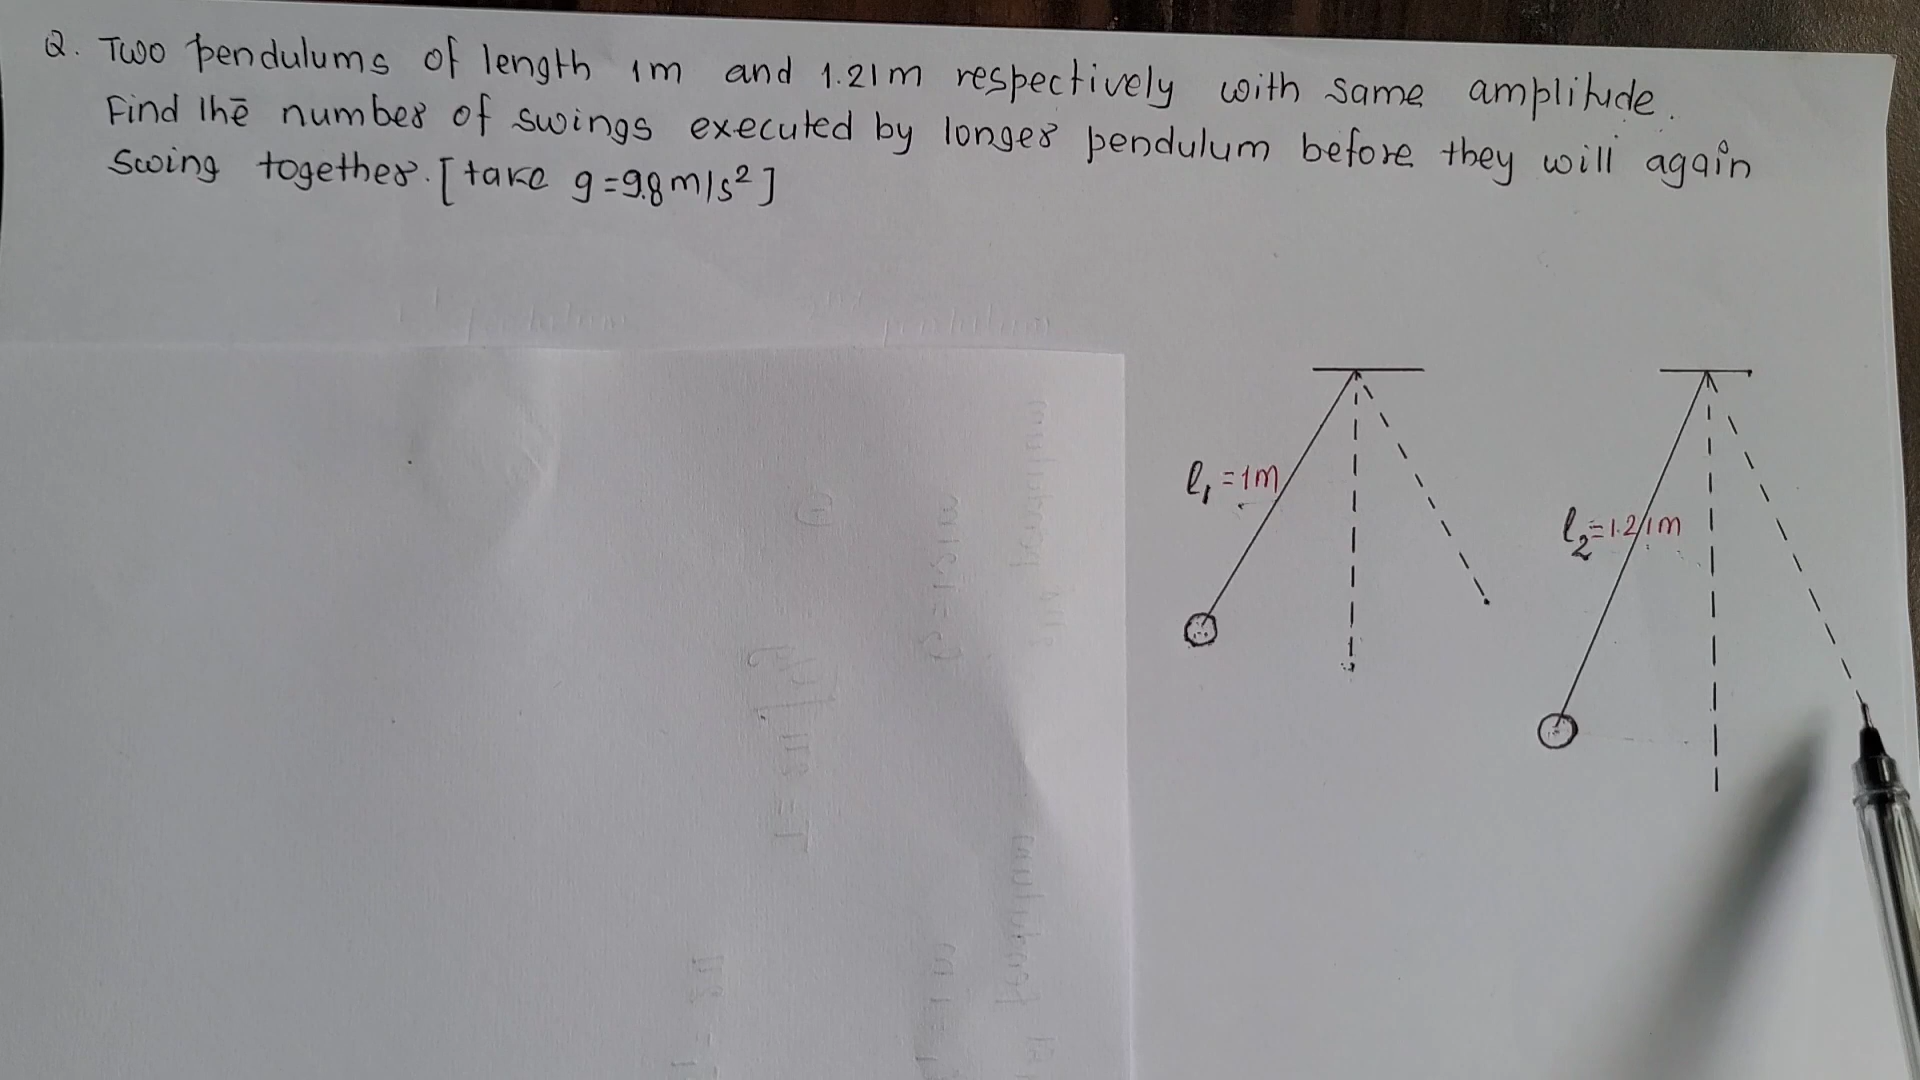 Q. Two pendulums of length 1m and 1.21m respectively with same amplitude.
Find the number of swings executed by longer pendulum before they will again
Swing together. [take g=9.8m/s²]
l₁ =1m
l₂=1.21m